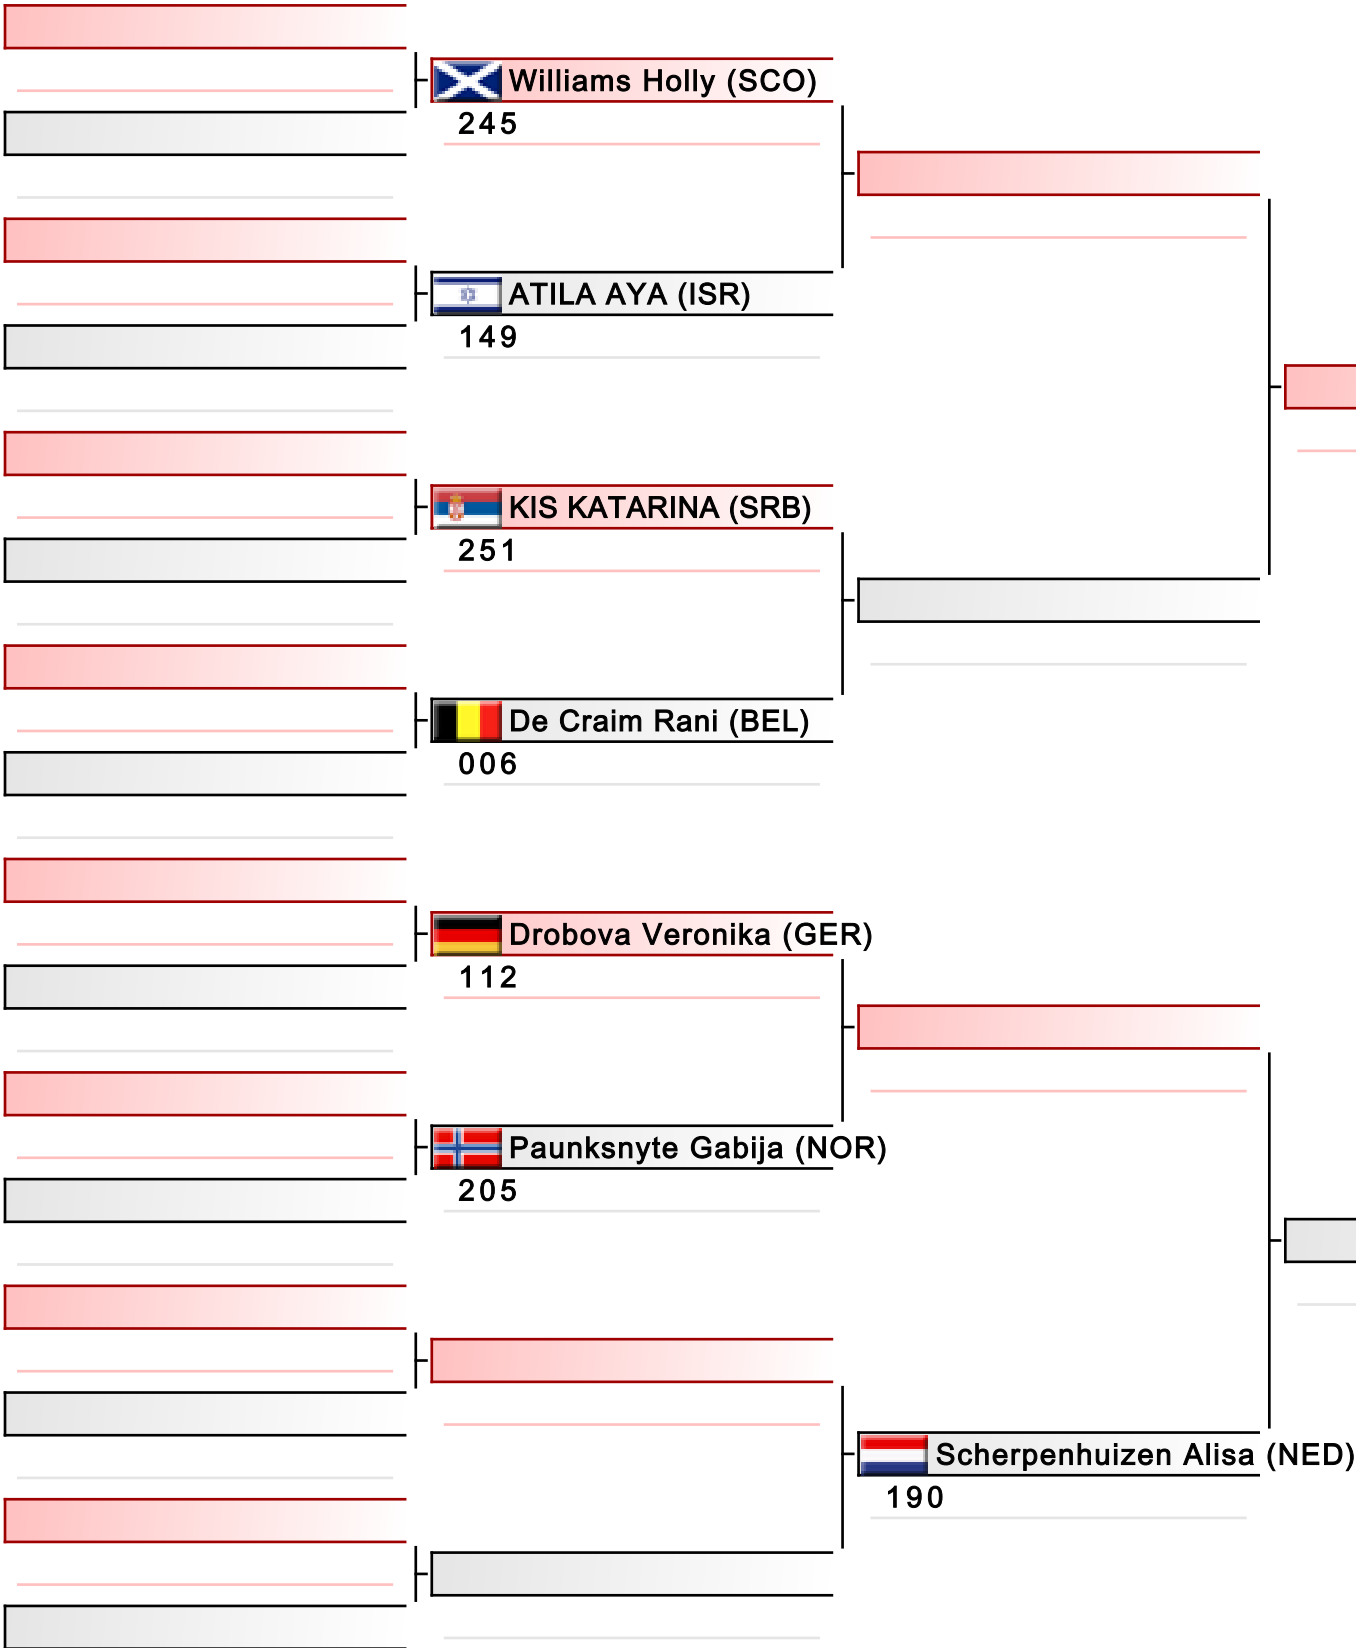 Williams Holly (SCO)
245
ATILA AYA (ISR)
149
KIS KATARINA (SRB)
251
De Craim Rani (BEL)
006
Drobova Veronika (GER)
112
Paunksnyte Gabija (NOR)
205
Scherpenhuizen Alisa (NED)
190